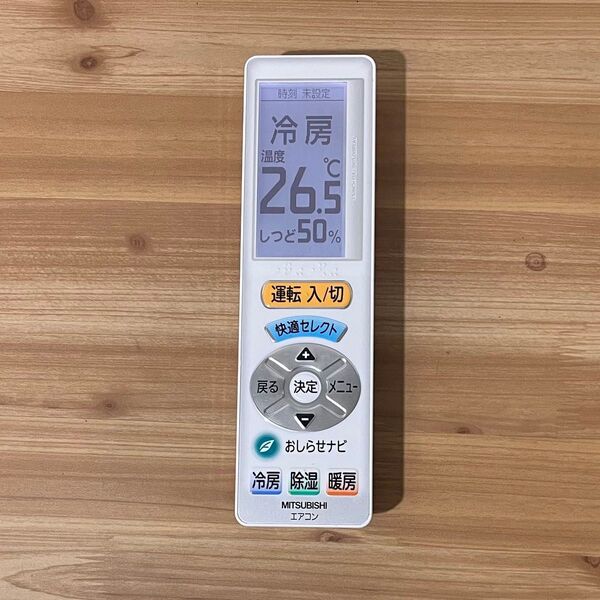 時刻 未設定
冷房
温度
26.5℃
しつど50%
運転 入/切
快適セレクト
+
戻る 決定 メニュー
-
おしらせナビ
冷房 除湿 暖房
MITSUBISHI
エアコン